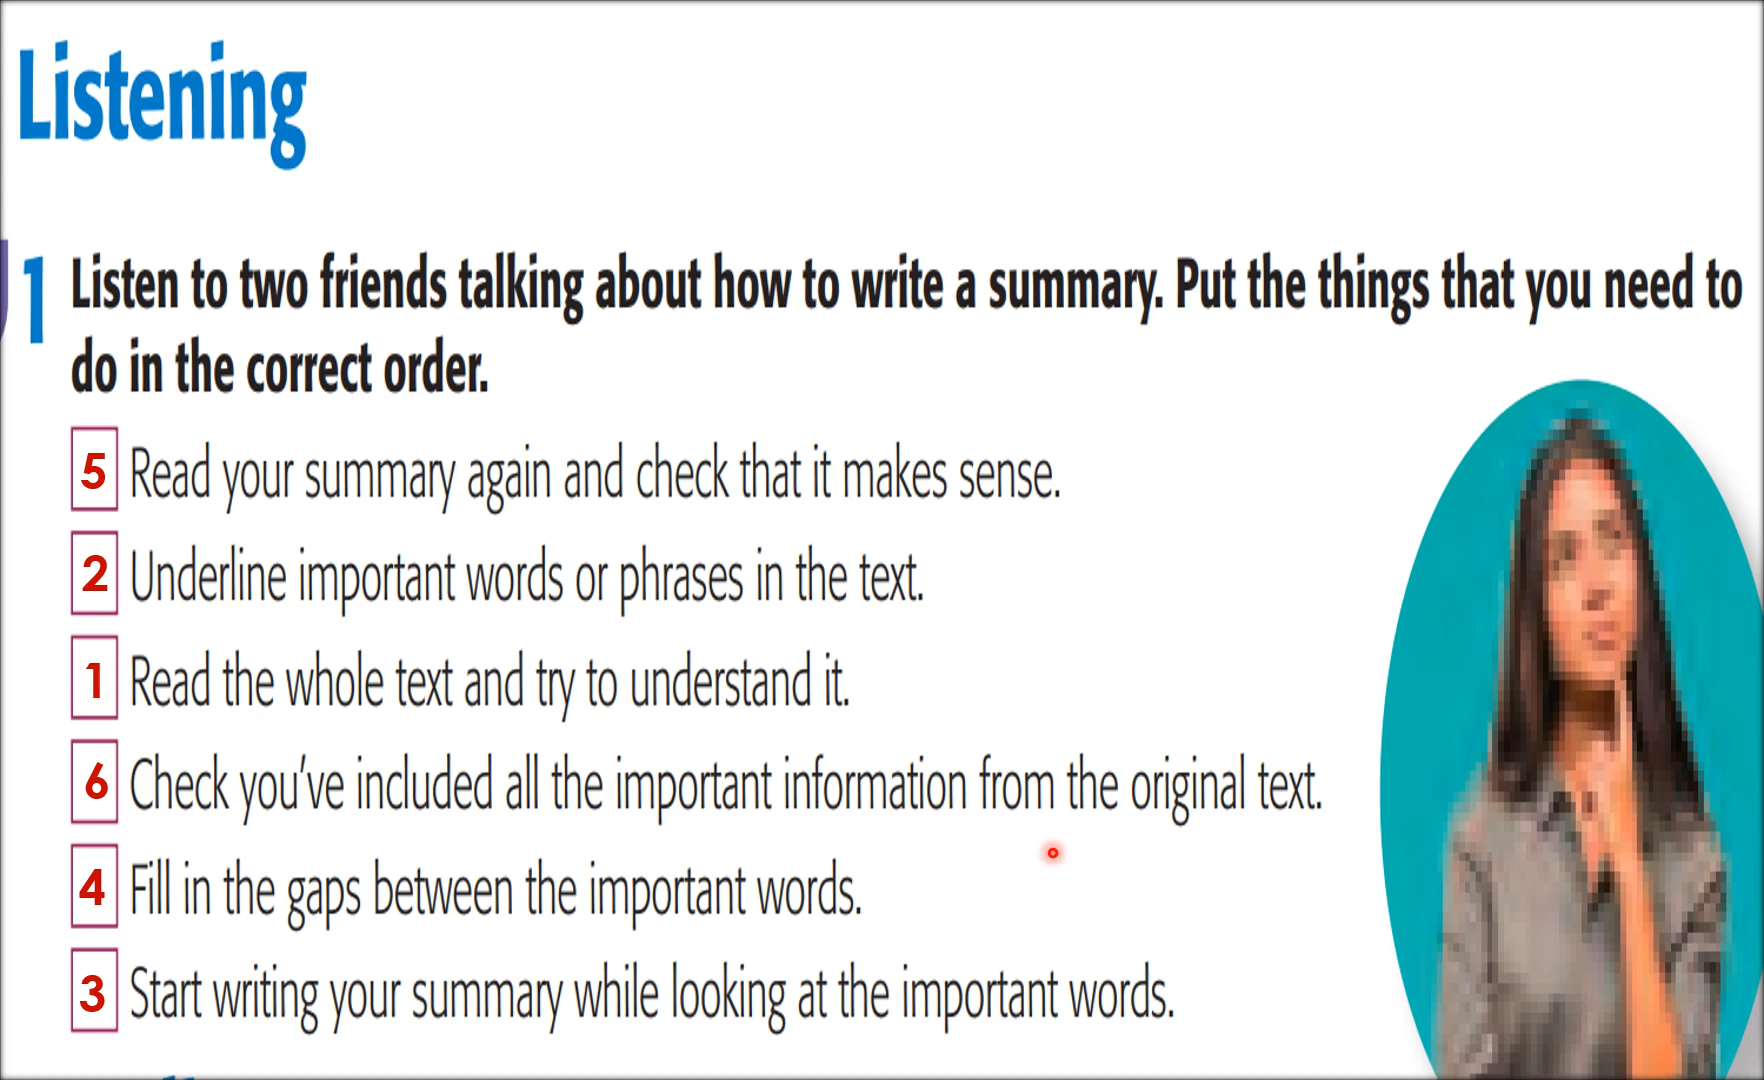 Listening
1 Listen to two friends talking about how to write a summary. Put the things that you need to
do in the correct order.
5 Read your summary again and check that it makes sense.
2 Underline important words or phrases in the text.
1 Read the whole text and try to understand it.
6 Check you've included all the important information from the original text.
4 Fill in the gaps between the important words.
3 Start writing your summary while looking at the important words.